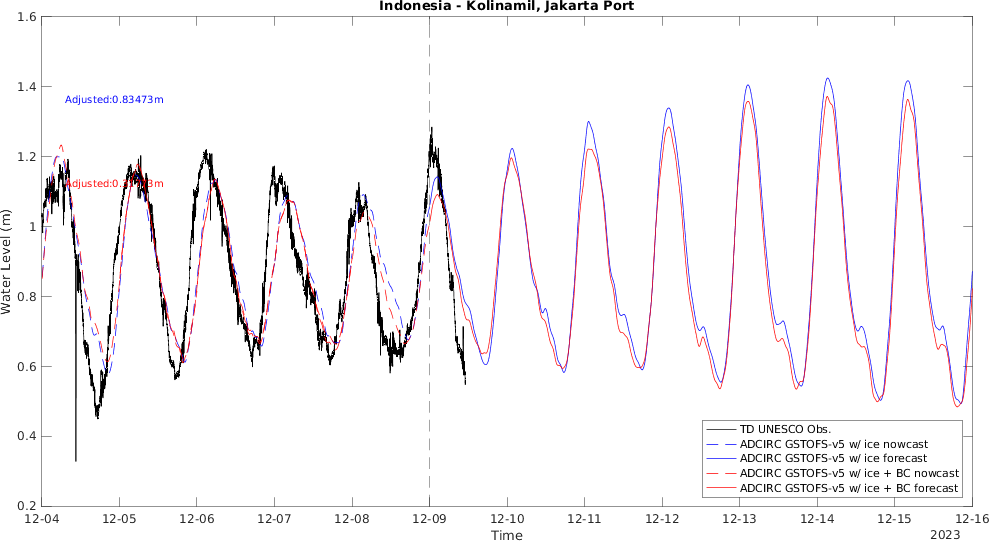 Indonesia - Kolinamil, Jakarta Port
1.6
1.4
1.2
1
0.8
0.6
0.4
0.2
Water Level (m)
Adjusted:0.83473m
TD UNESCO Obs.
ADCIRC GSTOFS-v5 w/ ice nowcast
ADCIRC GSTOFS-v5 w/ ice forecast
ADCIRC GSTOFS-v5 w/ ice + BC nowcast
ADCIRC GSTOFS-v5 w/ ice + BC forecast
12-04 12-05 12-06 12-07 12-08 12-09 12-10 12-11 12-12 12-13 12-14 12-15 12-16
Time
2023